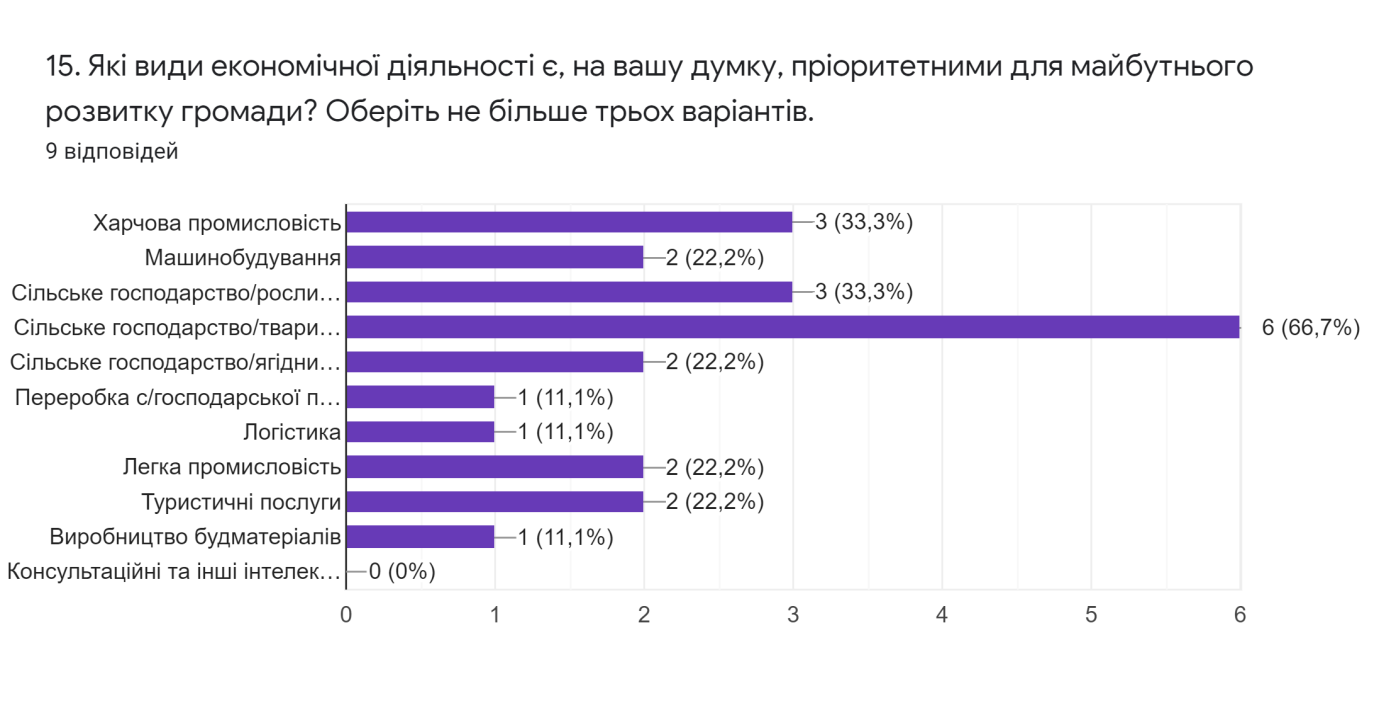 15. Які види економічної діяльності є, на вашу думку, пріоритетними для майбутнього
розвитку громади? Оберіть не більше трьох варіантів.
9 відповідей
Харчова промисловість 3 (33,3%)
Машинобудування 2 (22,2%)
Сільське господарство/росли… 3 (33,3%)
Сільське господарство/твари… 6 (66,7%)
Сільське господарство/ягідни… 2 (22,2%)
Переробка с/господарської п… 1 (11,1%)
Логістика 1 (11,1%)
Легка промисловість 2 (22,2%)
Туристичні послуги 2 (22,2%)
Виробництво будматеріалів 1 (11,1%)
Консультаційні та інші інтелек… 0 (0%)
0 1 2 3 4 5 6